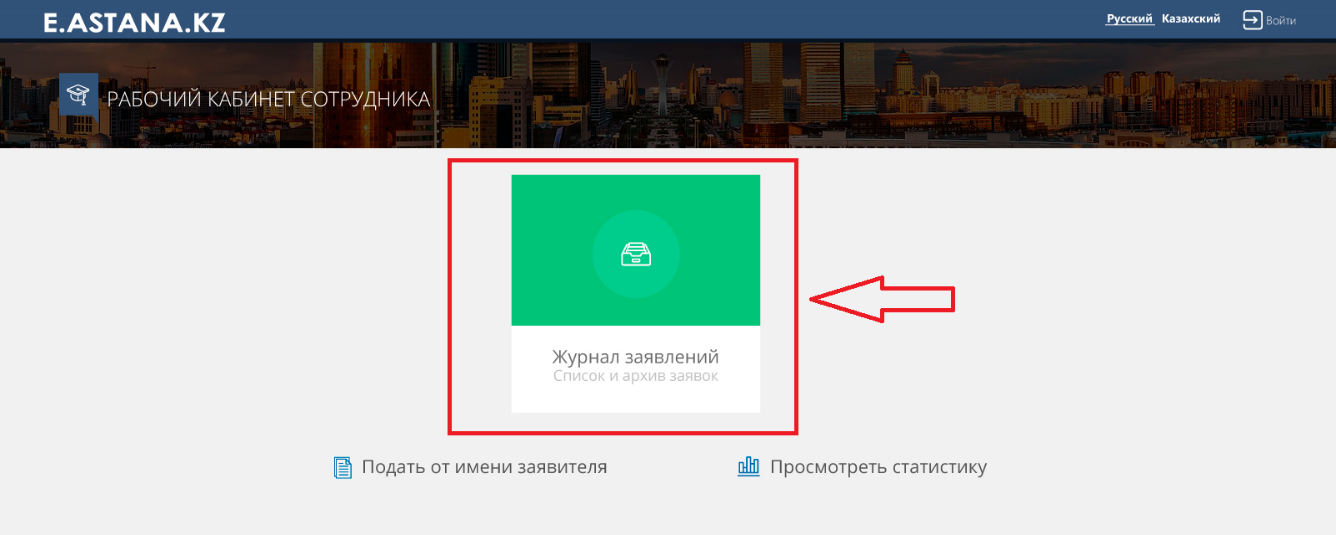 E.ASTANA.KZ
Русский Казахский Войти
РАБОЧИЙ КАБИНЕТ СОТРУДНИКА
Журнал заявлений
Список и архив заявок
Подать от имени заявителя
Просмотреть статистику